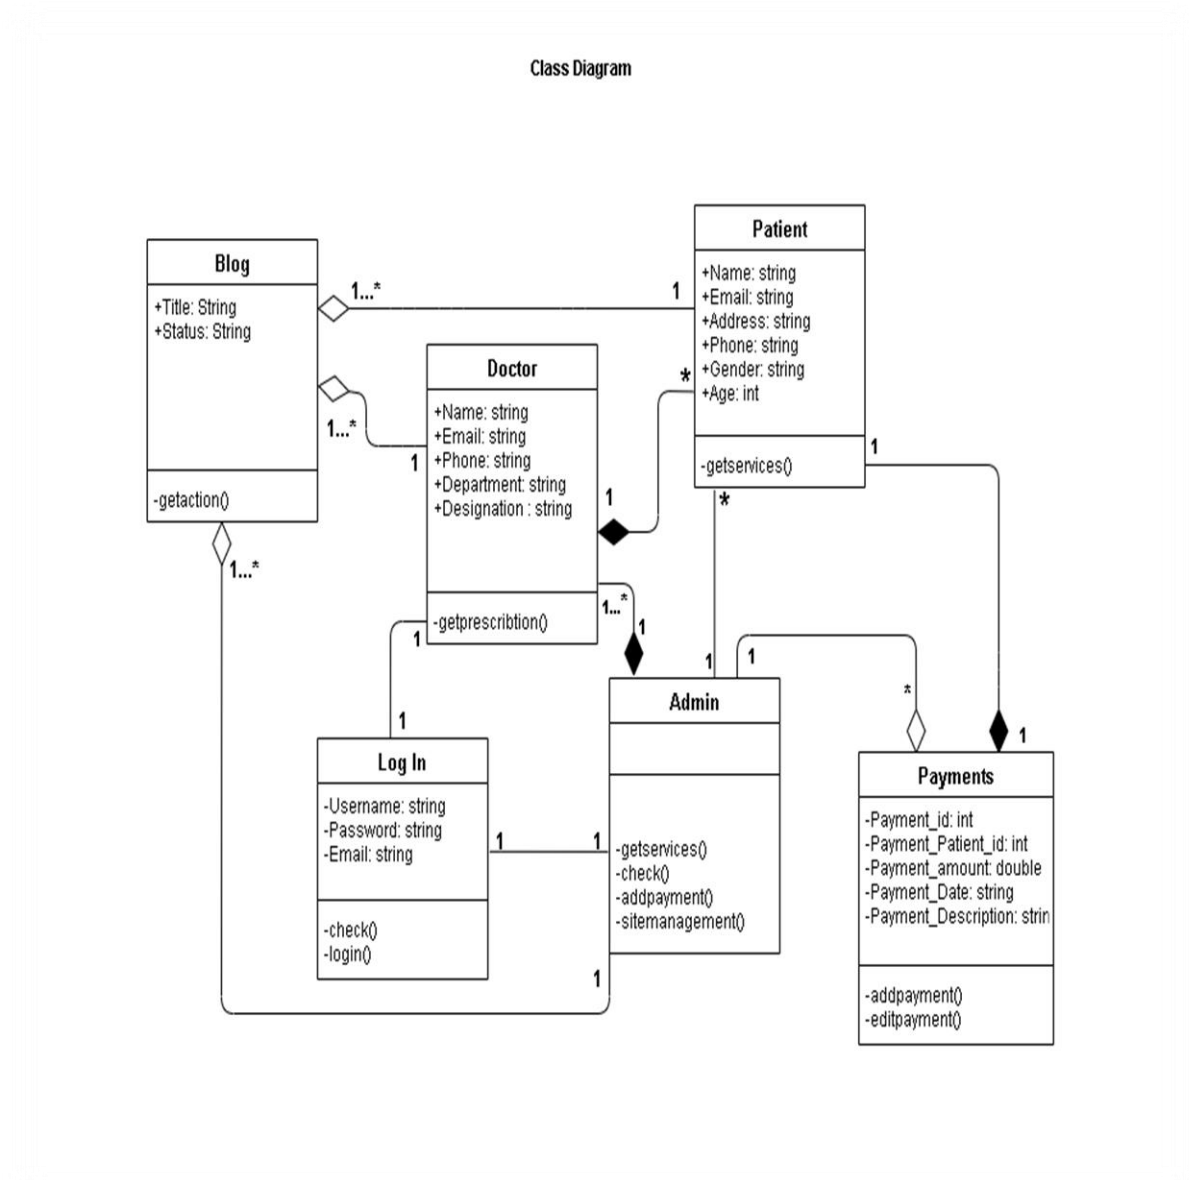 Class Diagram
Blog
+Title: String
+Status: String
-getaction()
1...*
1
1...*
1
1...*
Doctor
+Name: string
+Email: string
+Phone: string
+Department: string
+Designation : string
-getprescribtion()
1
*
1...*
1
1
1
Patient
+Name: string
+Email: string
+Address: string
+Phone: string
+Gender: string
+Age: int
-getservices()
1
*
1
1
*
1
Log In
-Username: string
-Password: string
-Email: string
-check()
-login()
1
1
1
Admin
-getservices()
-check()
-addpayment()
-sitemanagement()
Payments
-Payment_id: int
-Payment_Patient_id: int
-Payment_amount: double
-Payment_Date: string
-Payment_Description: strin
-addpayment()
-editpayment()